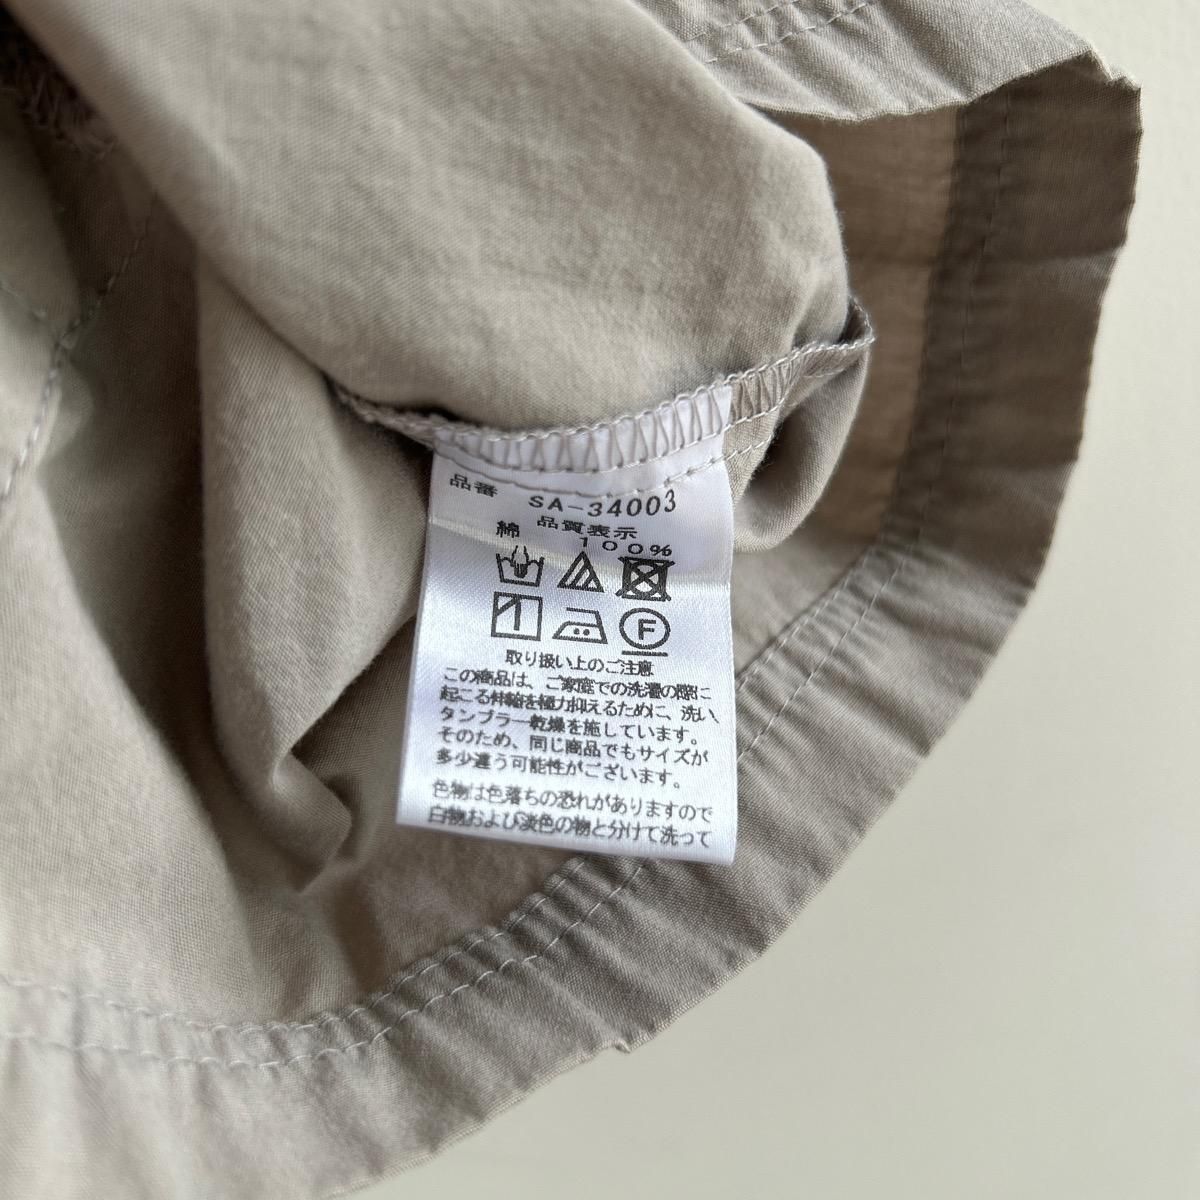 品番 SA-34003
品質表示
綿 100%
F
取り扱い上のご注意
この商品は、ご家庭での洗濯の際に
起こる伸縮を極力抑えるために、洗い、
タンブラー乾燥を施しています。
そのため、同じ商品でもサイズが
多少違う可能性がございます。
色物は色落ちの恐れがありますので
白物および淡色の物と分けて洗って